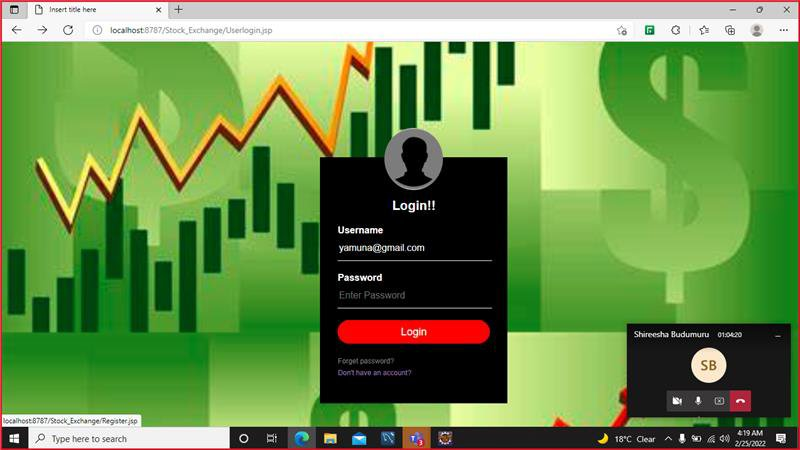 Insert title here
localhost:8787/Stock_Exchange/Userlogin.jsp
Login!!
Username
yamuna@gmail.com
Password
Enter Password
Login
Forget password?
Don't have an account?
Shireesha Budumuru 01:04:20
SB
localhost:8787/Stock_Exchange/Register.jsp
Type here to search
3
18°C Clear
4:19 AM
2/25/2022